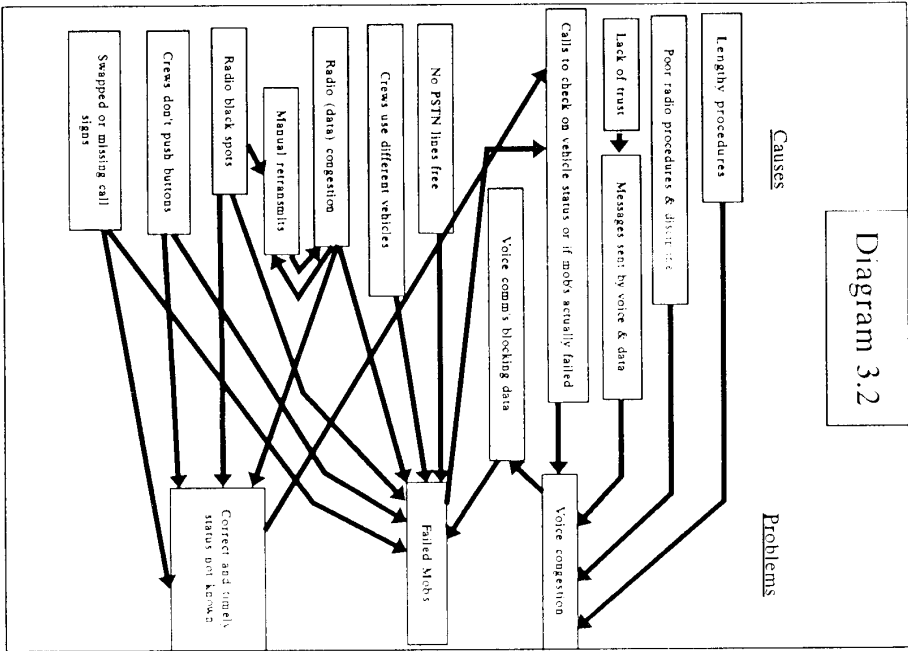 Diagram 3.2
Causes
Problems
Lengthy procedures
Poor radio procedures &
Lack of trust
Messages sent by voice & data
Calls to check on vehicle status or if mob's actually failed
Voice comm's blocking data
No PSTN lines free
Crews use different vehicles
Radio (data) congestion
Manual retransmits
Radio black spots
Crews don't push buttons
Swapped or missing call
signs
Voice congestion
Failed Mobs
Correct and timely
status not known